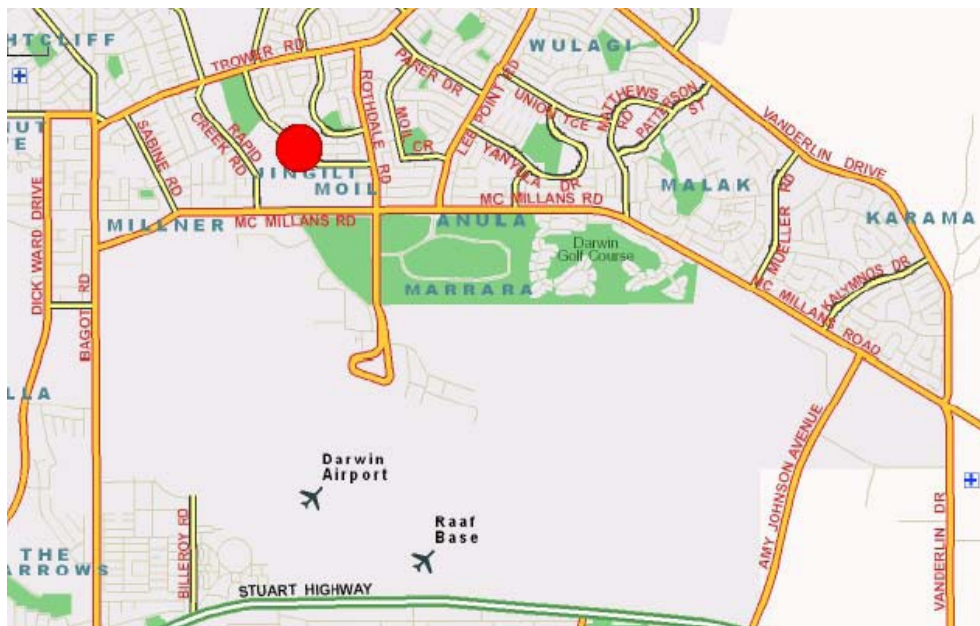 HTCLIFF
TROWER RD
WULAGI
PARER DR
ROTHDALE RD
LEE POINT RD
UNION TCE
MATTHEWS RD
PATTERSON ST
VANDERLIN DRIVE
SABINE RD
RAPID CREEK RD
MOIL CR
YANYULA DR
JINGILI
MOIL
MALAK
MC MILLANS RD
MILLNER
MC MILLANS RD
ANULA
KARAMA
MUELLER RD
Darwin
Golf Course
DICK WARD DRIVE
BAGOT RD
MARRARA
KALYMNOS DR
MC MILLANS ROAD
LLA
AMY JOHNSON AVENUE
Darwin
Airport
Raaf
Base
BILLEROY RD
VANDERLIN DR
THE
ARROWS
STUART HIGHWAY